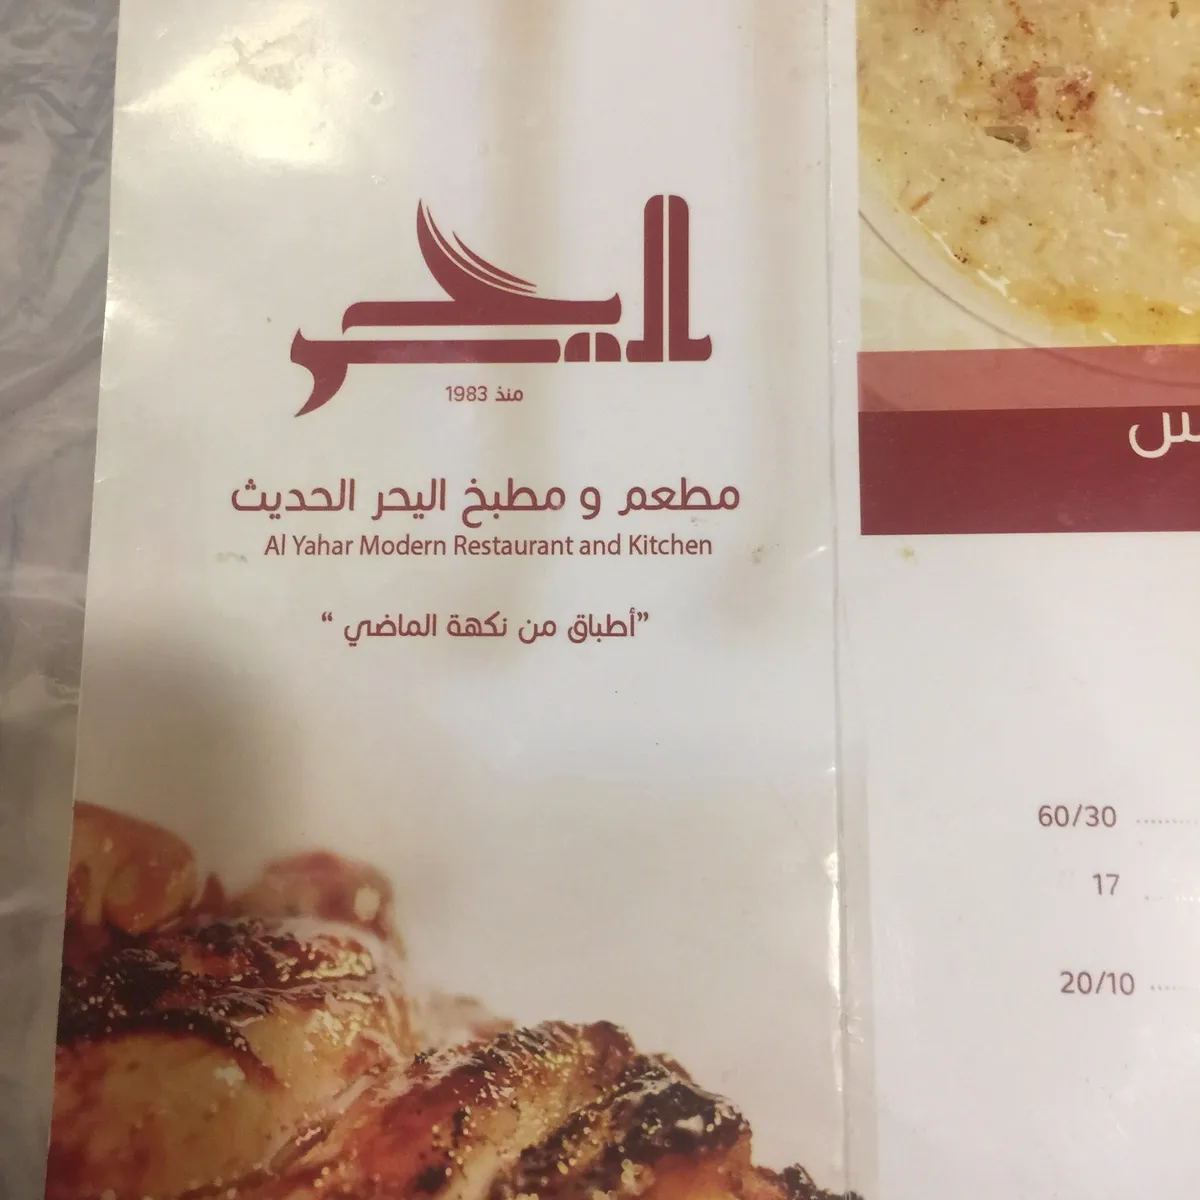 اليحر
منذ 1983
مطعم و مطبخ اليحر الحديث
Al Yahar Modern Restaurant and Kitchen
”أطباق من نكهة الماضي “
60/30
17
20/10